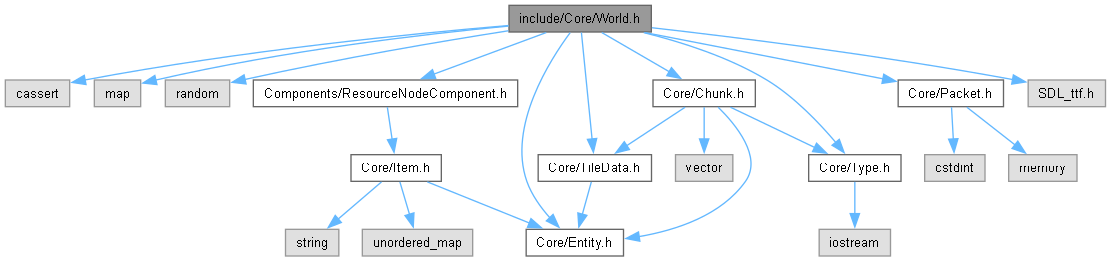 include/Core/World.h
cassert
map
random
Components/ResourceNodeComponent.h
Core/Chunk.h
Core/Packet.h
SDL_ttf.h
Core/Item.h
Core/TileData.h
vector
Core/Type.h
cstdint
memory
string
unordered_map
Core/Entity.h
iostream